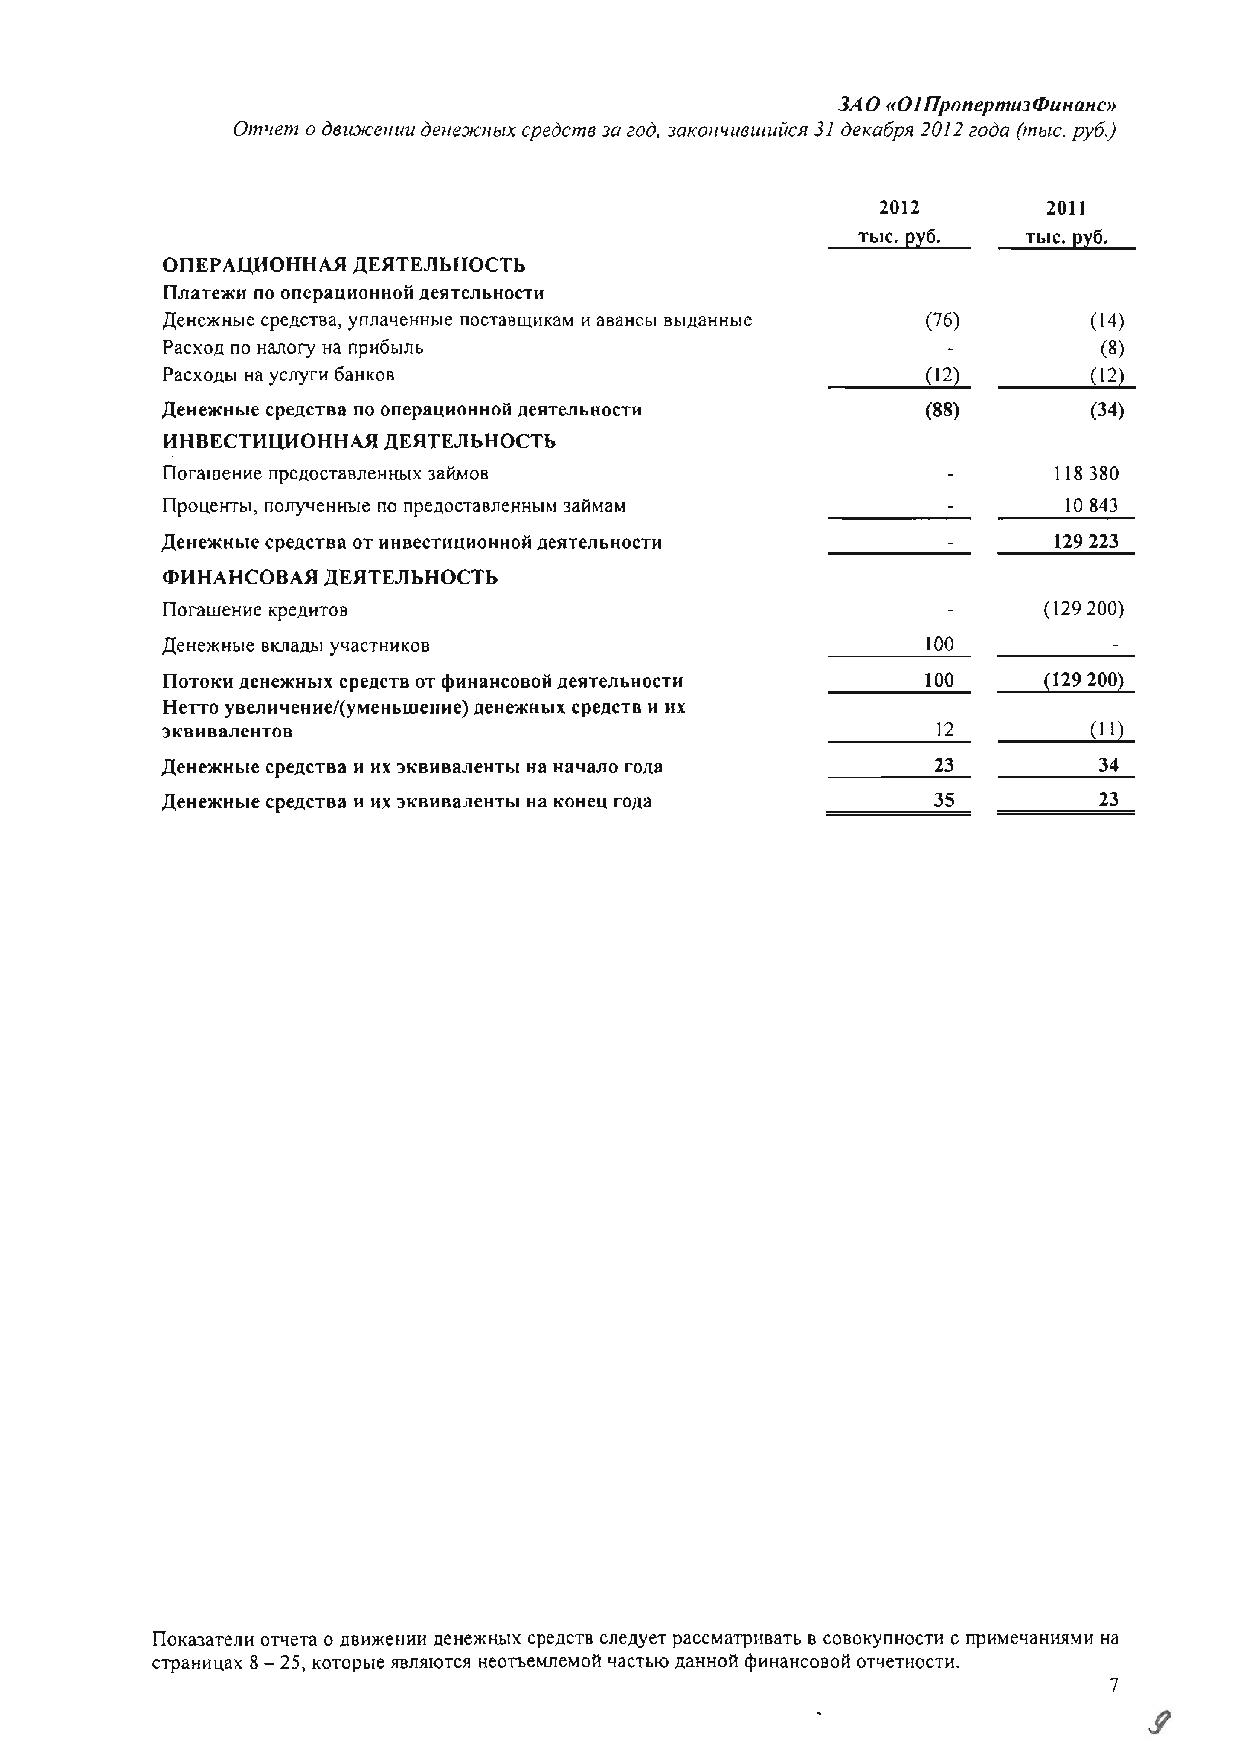 ЗАО «О1ПропертизФинанс»
Отчет о движении денежных средств за год, закончившийся 31 декабря 2012 года (тыс. руб.)
2012 2011
тыс. руб. тыс. руб.
ОПЕРАЦИОННАЯ ДЕЯТЕЛЬНОСТЬ
Платежи по операционной деятельности
Денежные средства, уплаченные поставщикам и авансы выданные (76) (14)
Расход по налогу на прибыль - (8)
Расходы на услуги банков (12) (12)
Денежные средства по операционной деятельности (88) (34)
ИНВЕСТИЦИОННАЯ ДЕЯТЕЛЬНОСТЬ
Погашение предоставленных займов - 118 380
Проценты, полученные по предоставленным займам - 10 843
Денежные средства от инвестиционной деятельности - 129 223
ФИНАНСОВАЯ ДЕЯТЕЛЬНОСТЬ
Погашение кредитов - (129 200)
Денежные вклады участников 100 -
Потоки денежных средств от финансовой деятельности 100 (129 200)
Нетто увеличение/(уменьшение) денежных средств и их
эквивалентов 12 (11)
Денежные средства и их эквиваленты на начало года 23 34
Денежные средства и их эквиваленты на конец года 35 23
Показатели отчета о движении денежных средств следует рассматривать в совокупности с примечаниями на
страницах 8 – 25, которые являются неотъемлемой частью данной финансовой отчетности.
7
9